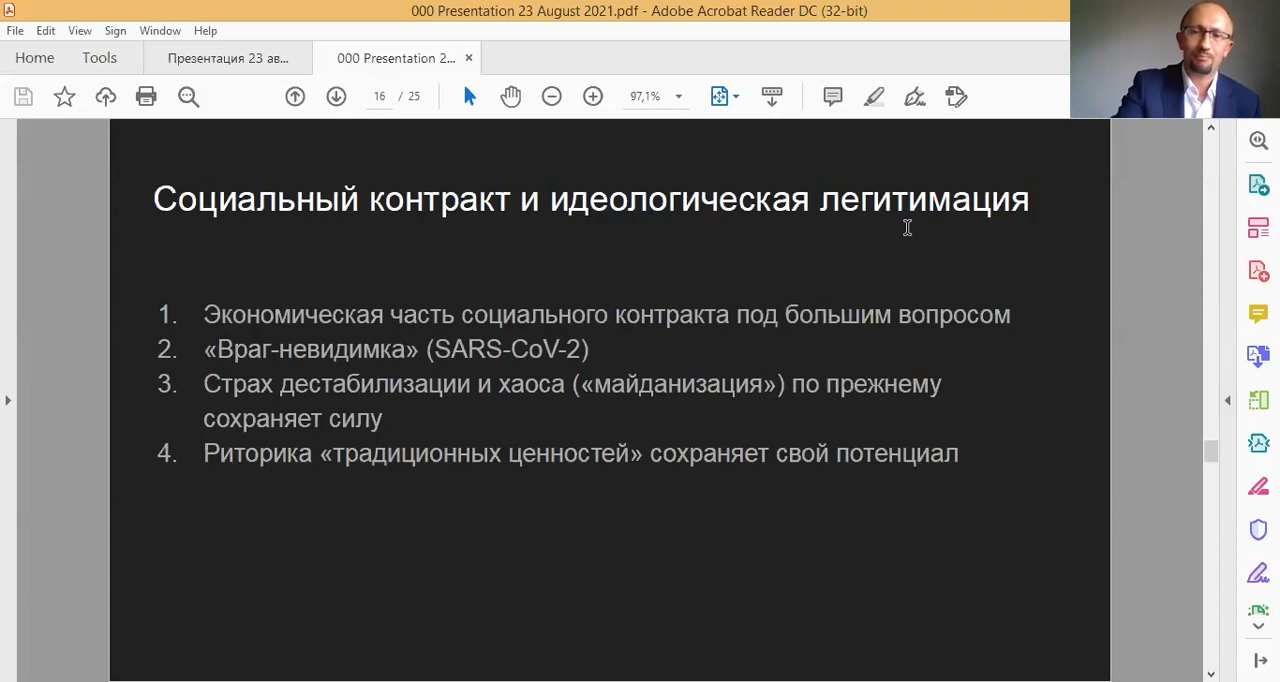 000 Presentation 23 August 2021.pdf - Adobe Acrobat Reader DC (32-bit)
File Edit View Sign Window Help
Home Tools Презентация 23 ав... 000 Presentation 2... ×
16 / 25 97,1%
Социальный контракт и идеологическая легитимация
1. Экономическая часть социального контракта под большим вопросом
2. «Враг-невидимка» (SARS-CoV-2)
3. Страх дестабилизации и хаоса («майданизация») по прежнему
сохраняет силу
4. Риторика «традиционных ценностей» сохраняет свой потенциал